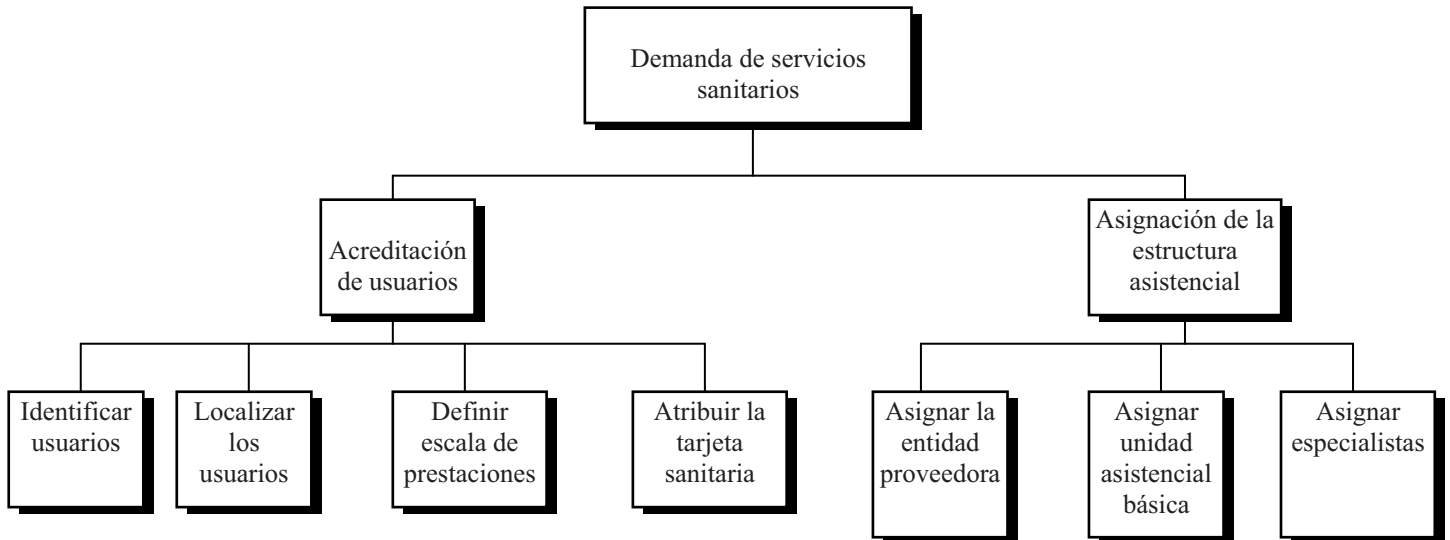 Demanda de servicios
sanitarios
Acreditación
de usuarios
Asignación de la
estructura
asistencial
Identificar
usuarios
Localizar
los
usuarios
Definir
escala de
prestaciones
Atribuir la
tarjeta
sanitaria
Asignar la
entidad
proveedora
Asignar
unidad
asistencial
básica
Asignar
especialistas